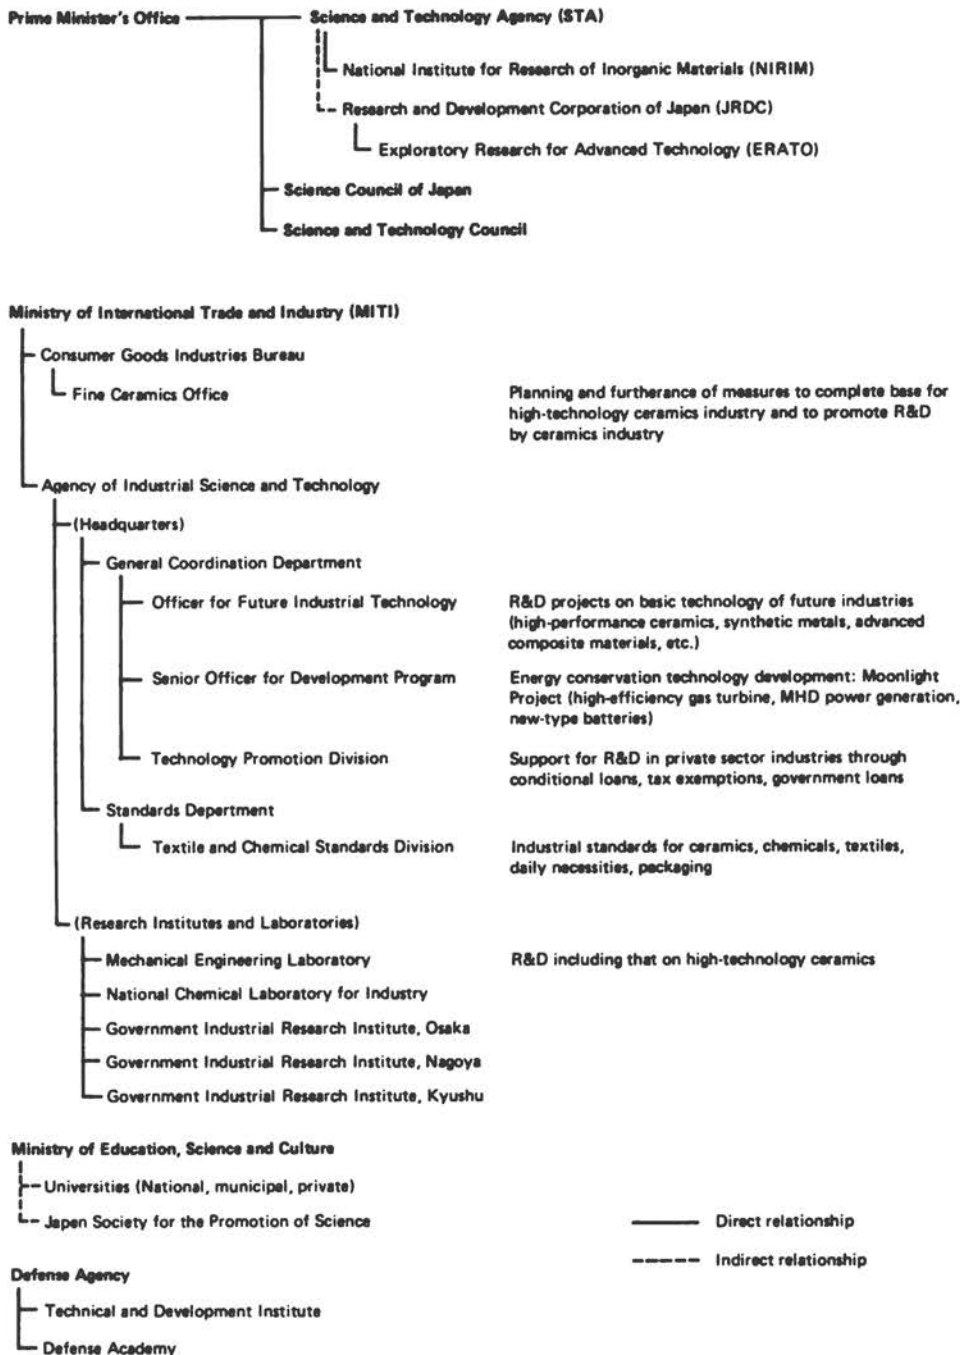 Prime Minister's Office
Science and Technology Agency (STA)
National Institute for Research of Inorganic Materials (NIRIM)
Research and Development Corporation of Japan (JRDC)
Exploratory Research for Advanced Technology (ERATO)
Science Council of Japan
Science and Technology Council
Ministry of International Trade and Industry (MITI)
Consumer Goods Industries Bureau
Fine Ceramics Office
Planning and furtherance of measures to complete base for
high-technology ceramics industry and to promote R&D
by ceramics industry
Agency of Industrial Science and Technology
(Headquarters)
General Coordination Department
Officer for Future Industrial Technology
R&D projects on basic technology of future industries
(high-performance ceramics, synthetic metals, advanced
composite materials, etc.)
Senior Officer for Development Program
Energy conservation technology development: Moonlight
Project (high-efficiency gas turbine, MHD power generation,
new-type batteries)
Technology Promotion Division
Support for R&D in private sector industries through
conditional loans, tax exemptions, government loans
Standards Department
Textile and Chemical Standards Division
Industrial standards for ceramics, chemicals, textiles,
daily necessities, packaging
(Research Institutes and Laboratories)
Mechanical Engineering Laboratory
R&D including that on high-technology ceramics
National Chemical Laboratory for Industry
Government Industrial Research Institute, Osaka
Government Industrial Research Institute, Nagoya
Government Industrial Research Institute, Kyushu
Ministry of Education, Science and Culture
Universities (National, municipal, private)
Japan Society for the Promotion of Science
Direct relationship
Indirect relationship
Defense Agency
Technical and Development Institute
Defense Academy